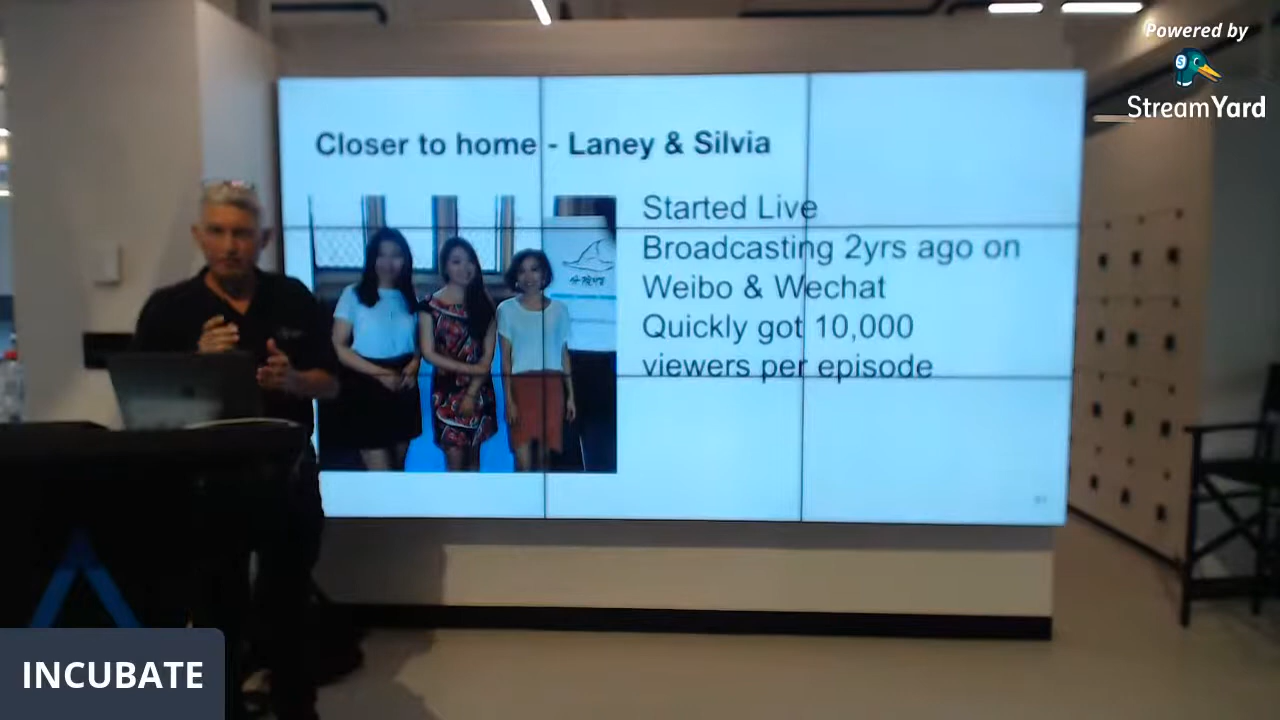 Powered by
StreamYard
Closer to home - Laney & Silvia
Started Live
Broadcasting 2yrs ago on
Weibo & Wechat
Quickly got 10,000
viewers per episode
INCUBATE